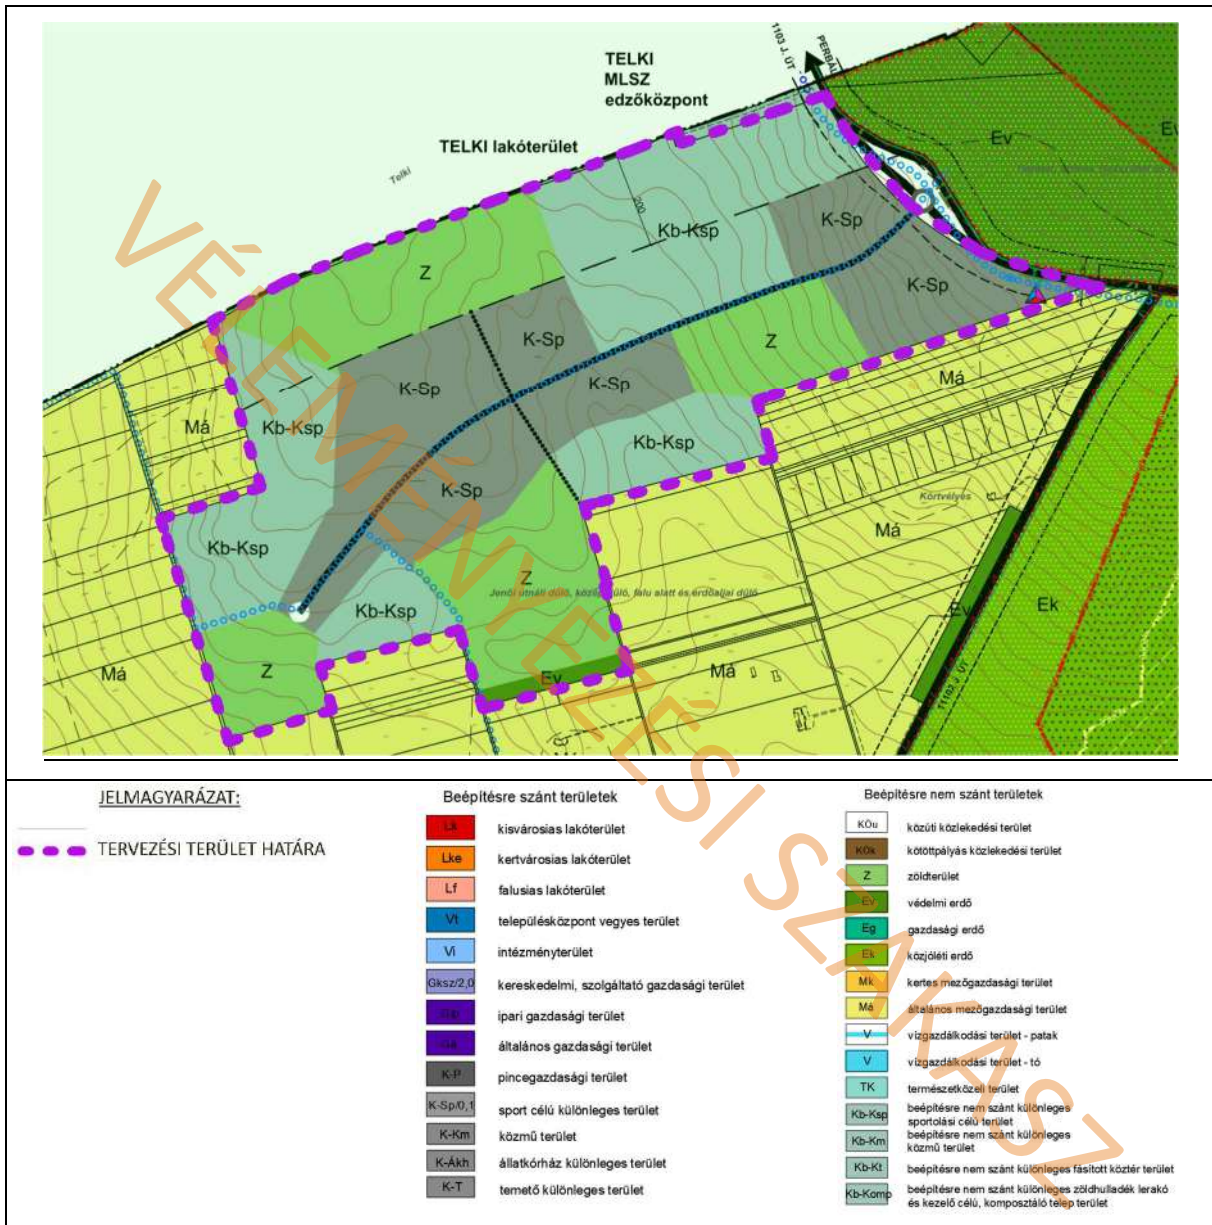 TELKI
MLSZ
edzőközpont
1103 J. ÚT
PERBÁL
TELKI lakóterület
Telki
Ev
Ev
200
Kb-Ksp
K-Sp
Z
K-Sp
K-Sp
Z
K-Sp
K-Sp
Má
Má
Kb-Ksp
Kb-Ksp
K-Sp
Körtvélyes
Má
Kb-Ksp
Z
Jenői útnáli dűlő, középdűlő, falu alatt és erdőaljai dűlő
Kb-Ksp
Ev
Ek
Má
Z
Ev
Má
1102 J. ÚT
VÉLEMÉNYEZÉSI SZAKASZ
JELMAGYARÁZAT:
TERVEZÉSI TERÜLET HATÁRA
Beépítésre szánt területek
Lk kisvárosias lakóterület
Lke kertvárosias lakóterület
Lf falusias lakóterület
Vt településközpont vegyes terület
Vi intézményterület
Gksz/2,0 kereskedelmi, szolgáltató gazdasági terület
Gip ipari gazdasági terület
Gá általános gazdasági terület
K-P pincegazdasági terület
K-Sp/0,1 sport célú különleges terület
K-Km közmű terület
K-Ákh állatkórház különleges terület
K-T temető különleges terület
Beépítésre nem szánt területek
KÖu közúti közlekedési terület
KÖk kötöttpályás közlekedési terület
Z zöldterület
Ev védelmi erdő
Eg gazdasági erdő
Ek közjóléti erdő
Mk kertes mezőgazdasági terület
Má általános mezőgazdasági terület
V vízgazdálkodási terület - patak
V vízgazdálkodási terület - tó
TK természetközeli terület
Kb-Ksp beépítésre nem szánt különleges
sportolási célú terület
Kb-Km beépítésre nem szánt különleges
közmű terület
Kb-Kt beépítésre nem szánt különleges fásított köztér terület
Kb-Komp beépítésre nem szánt különleges zöldhulladék lerakó
és kezelő célú, komposztáló telep terület